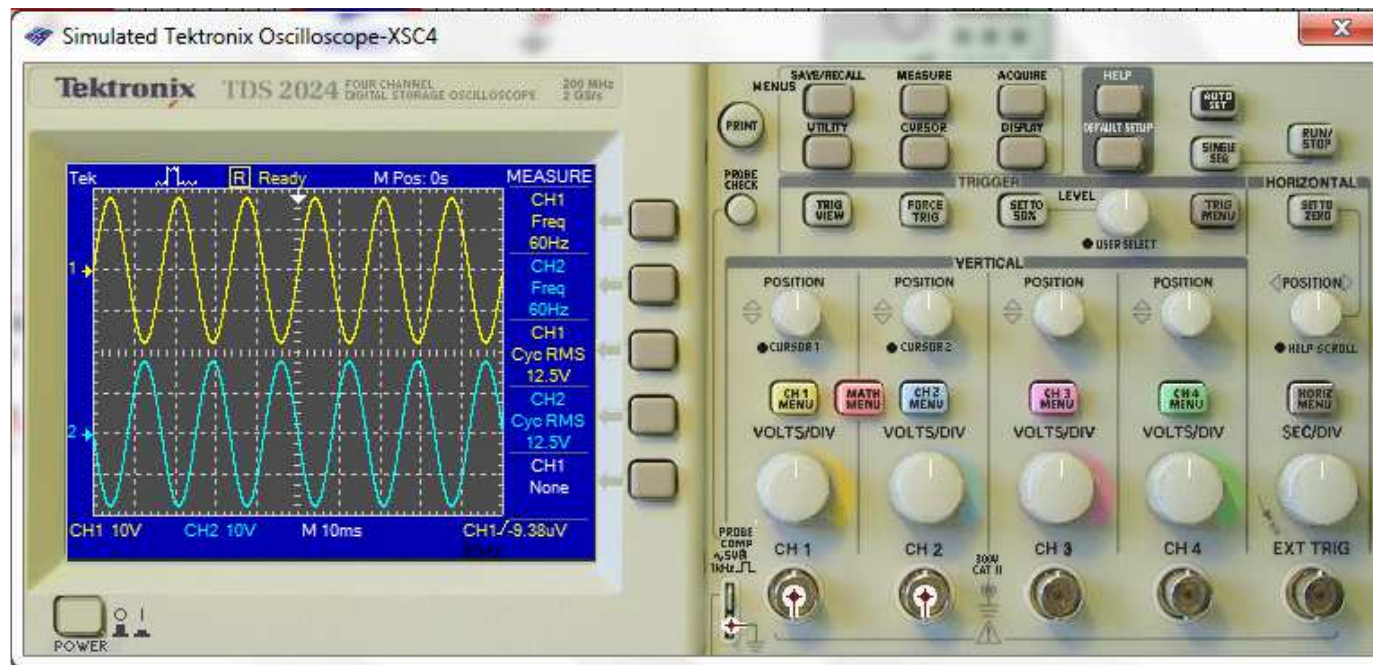 Simulated Tektronix Oscilloscope-XSC4
Tektronix TDS 2024 FOUR CHANNEL DIGITAL STORAGE OSCILLOSCOPE 200 MHz 2 GS/s
Tek R Ready M Pos: 0s MEASURE
CH1
Freq
60Hz
CH2
Freq
60Hz
CH1
Cyc RMS
12.5V
CH2
Cyc RMS
12.5V
CH1
None
1
2
CH1 10V CH2 10V M 10ms CH1 -9.38uV
POWER
PRINT
MENUS
SAVE/RECALL MEASURE ACQUIRE HELP
AUTO SET
UTILITY CURSOR DISPLAY DEFAULT SETUP
SINGLE SEQ
RUN/ STOP
PROBE CHECK
TRIGGER
HORIZONTAL
TRIG VIEW
FORCE TRIG
SET TO 50%
LEVEL
TRIG MENU
SET TO ZERO
USER SELECT
VERTICAL
POSITION POSITION POSITION POSITION POSITION
CURSOR 1 CURSOR 2 HELP SCROLL
CH 1 MENU
MATH MENU
CH 2 MENU
CH 3 MENU
CH 4 MENU
HORIZ MENU
VOLTS/DIV VOLTS/DIV VOLTS/DIV VOLTS/DIV SEC/DIV
PROBE COMP
1kHz
CH 1 CH 2 CH 3 CH 4 EXT TRIG
300V
CAT II